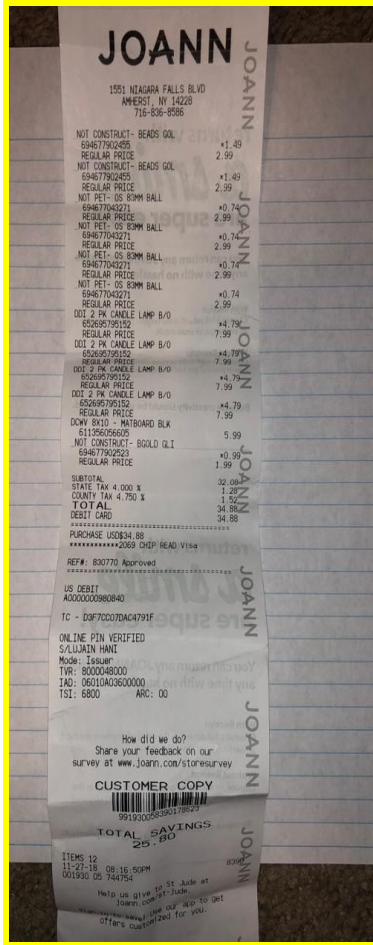 JOANN
1551 NIAGARA FALLS BLVD
AMHERST, NY 14228
716-836-8586
NOT CONSTRUCT- BEADS GOL
694677902455 *1.49
REGULAR PRICE 2.99
NOT CONSTRUCT- BEADS GOL
694677902455 *1.49
REGULAR PRICE 2.99
NOT PET- OS 83MM BALL
694677043271 *0.74
REGULAR PRICE 2.99
NOT PET- OS 83MM BALL
694677043271 *0.74
REGULAR PRICE 2.99
NOT PET- OS 83MM BALL
694677043271 *0.74
REGULAR PRICE 2.99
NOT PET- OS 83MM BALL
694677043271 *0.74
REGULAR PRICE 2.99
DDI 2 PK CANDLE LAMP B/O
652695795152 *4.79
REGULAR PRICE 7.99
DDI 2 PK CANDLE LAMP B/O
652695795152 *4.79
REGULAR PRICE 7.99
DDI 2 PK CANDLE LAMP B/O
652695795152 *4.79
REGULAR PRICE 7.99
DDI 2 PK CANDLE LAMP B/O
652695795152 *4.79
REGULAR PRICE 7.99
DCWV 8X10 - MATBOARD BLK
611356056605 5.99
NOT CONSTRUCT- BGOLD GLI
694677902523 *0.99
REGULAR PRICE 1.99
SUBTOTAL 32.08
STATE TAX 4.000 % 1.28
COUNTY TAX 4.750 % 1.52
TOTAL 34.88
DEBIT CARD 34.88
PURCHASE USD$34.88
************2069 CHIP READ Visa
REF#: 830770 Approved
US DEBIT
A0000000980840
TC - D3F7CC07DAC4791F
ONLINE PIN VERIFIED
S/LUJAIN HANI
Mode: Issuer
TVR: 8000048000
IAD: 06010A03600000
TSI: 6800 ARC: 00
How did we do?
Share your feedback on our
survey at www.joann.com/storesurvey
CUSTOMER COPY
TOTAL SAVINGS
25.80
ITEMS 12
11-27-18 08:16:50PM
001930 05 744754
Help us give to St Jude at
joann.com/st-jude.
use our app to get
offers customized for you.
JOANN
JOANN
JOANN
JOANN
JOANN
JOANN
JOANN